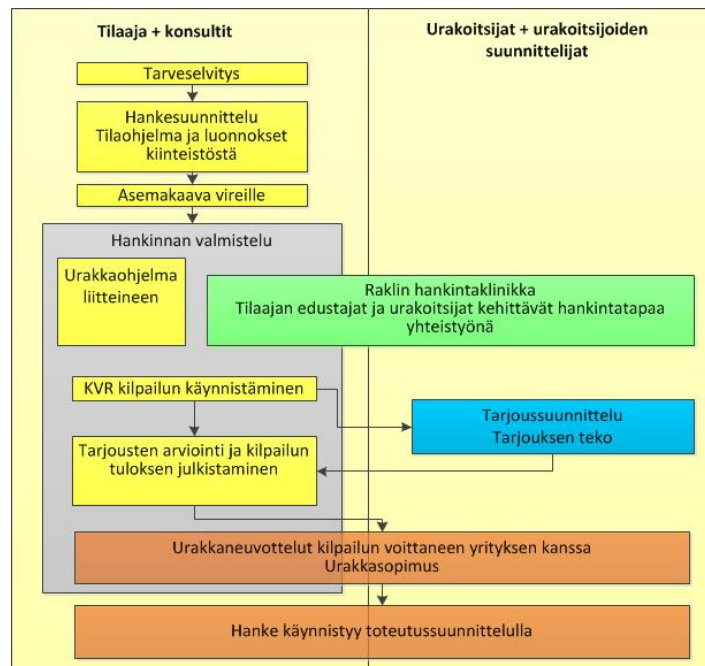 Tilaaja + konsultit
Urakoitsijat + urakoitsijoiden
suunnittelijat
Tarveselvitys
Hankesuunnittelu
Tilaohjelma ja luonnokset
kiinteistöstä
Asemakaava vireille
Hankinnan valmistelu
Urakkaohjelma
liitteineen
Raklin hankintaklinikka
Tilaajan edustajat ja urakoitsijat kehittävät hankintatapaa
yhteistyönä
KVR kilpailun käynnistäminen
Tarjoussuunnittelu
Tarjouksen teko
Tarjousten arviointi ja kilpailun
tuloksen julkistaminen
Urakkaneuvottelut kilpailun voittaneen yrityksen kanssa
Urakkasopimus
Hanke käynnistyy toteutussuunnittelulla